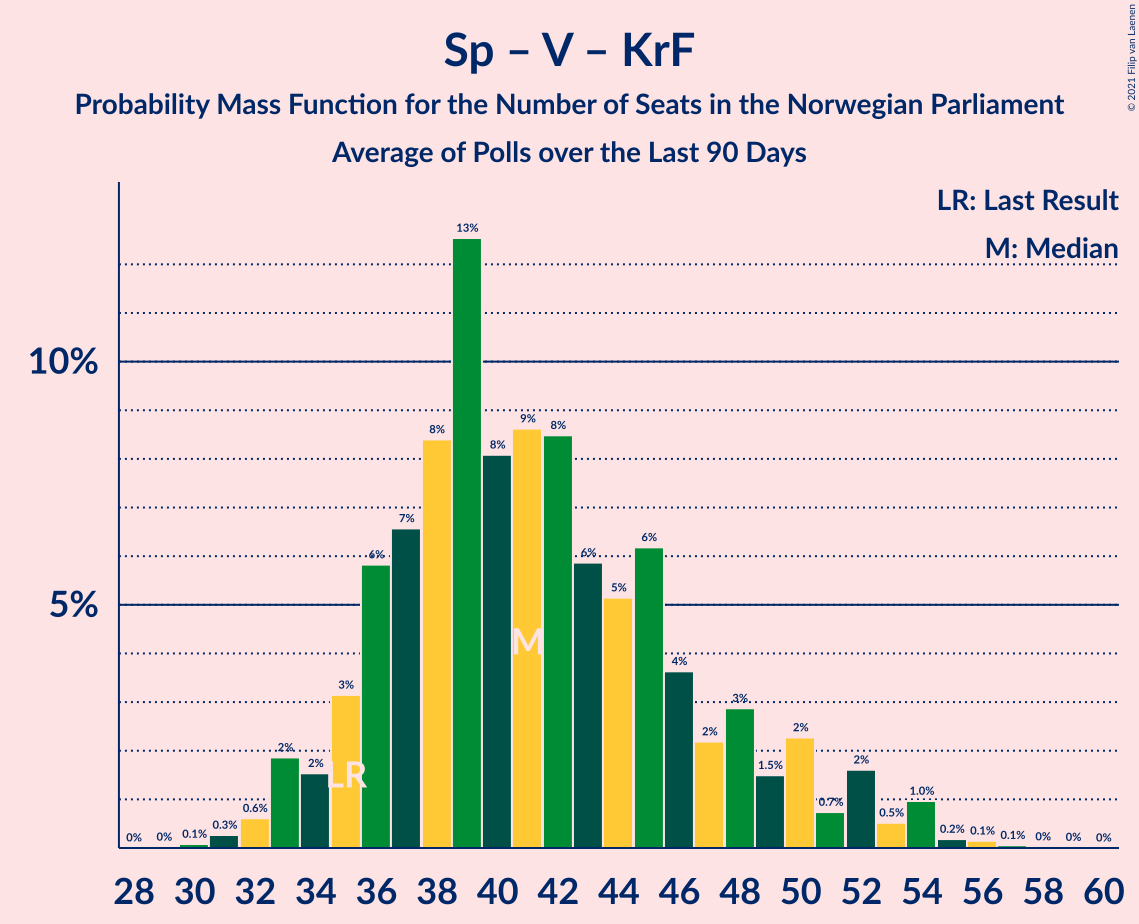 Sp – V – KrF
Probability Mass Function for the Number of Seats in the Norwegian Parliament
Average of Polls over the Last 90 Days
© 2021 Filip van Laenen
LR: Last Result
M: Median
10%
5%
0% 0% 0.1% 0.3% 0.6% 2% 2% 3% 6% 7% 8% 13% 8% 9% 8% 6% 5% 6% 4% 2% 3% 1.5% 2% 0.7% 2% 0.5% 1.0% 0.2% 0.1% 0.1% 0% 0% 0%
LR
M
28 30 32 34 36 38 40 42 44 46 48 50 52 54 56 58 60